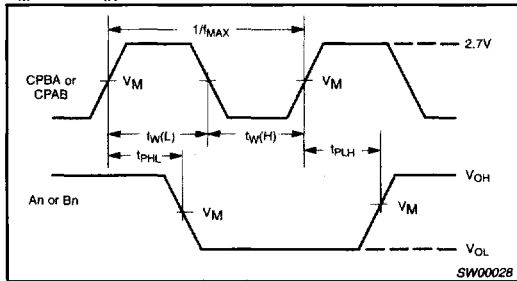 1/fMAX
2.7V
CPBA or
CPAB
VM
VM
tW(L)
tW(H)
tPHL
tPLH
VOH
An or Bn
VM
VM
VOL
SW00028